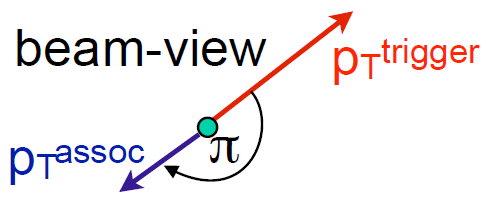 beam-view
pTtrigger
π
pTassoc